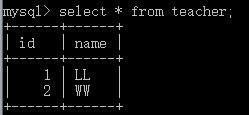 mysql> select * from teacher;
+------+------+
| id | name |
+------+------+
| 1 | LL |
| 2 | WW |
+------+------+